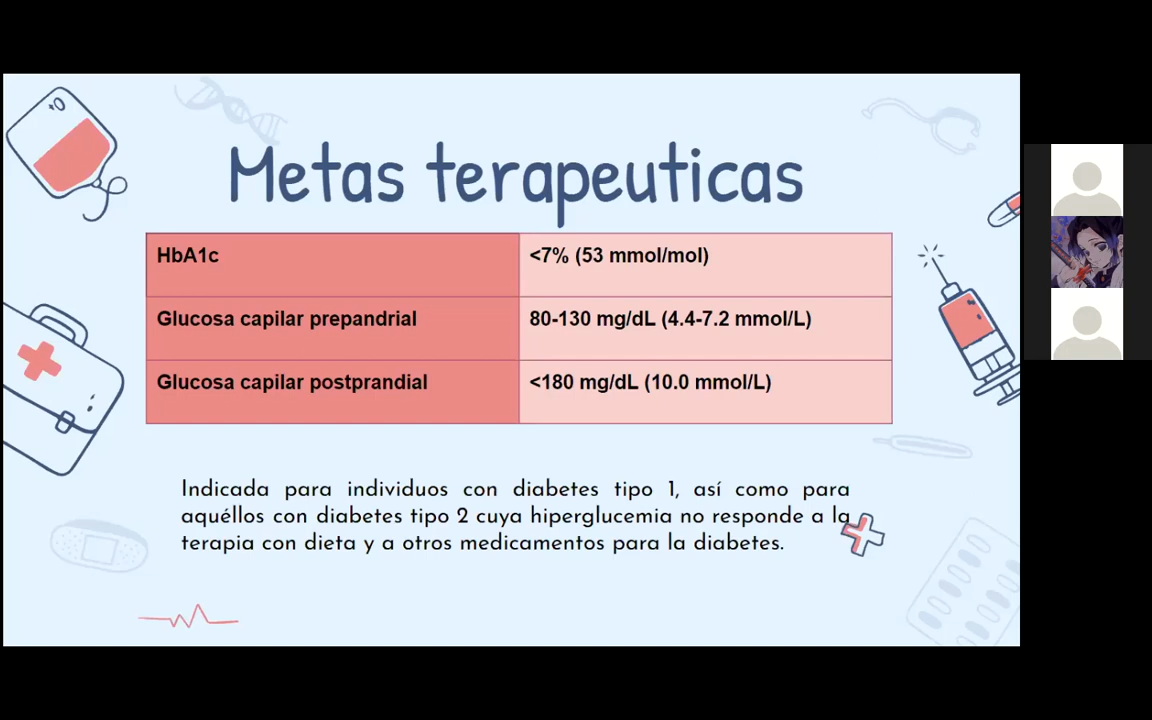 Metas terapeuticas
HbA1c
<7% (53 mmol/mol)
Glucosa capilar prepandrial
80-130 mg/dL (4.4-7.2 mmol/L)
Glucosa capilar postprandial
<180 mg/dL (10.0 mmol/L)
Indicada para individuos con diabetes tipo 1, así como para
aquéllos con diabetes tipo 2 cuya hiperglucemia no responde a la
terapia con dieta y a otros medicamentos para la diabetes.